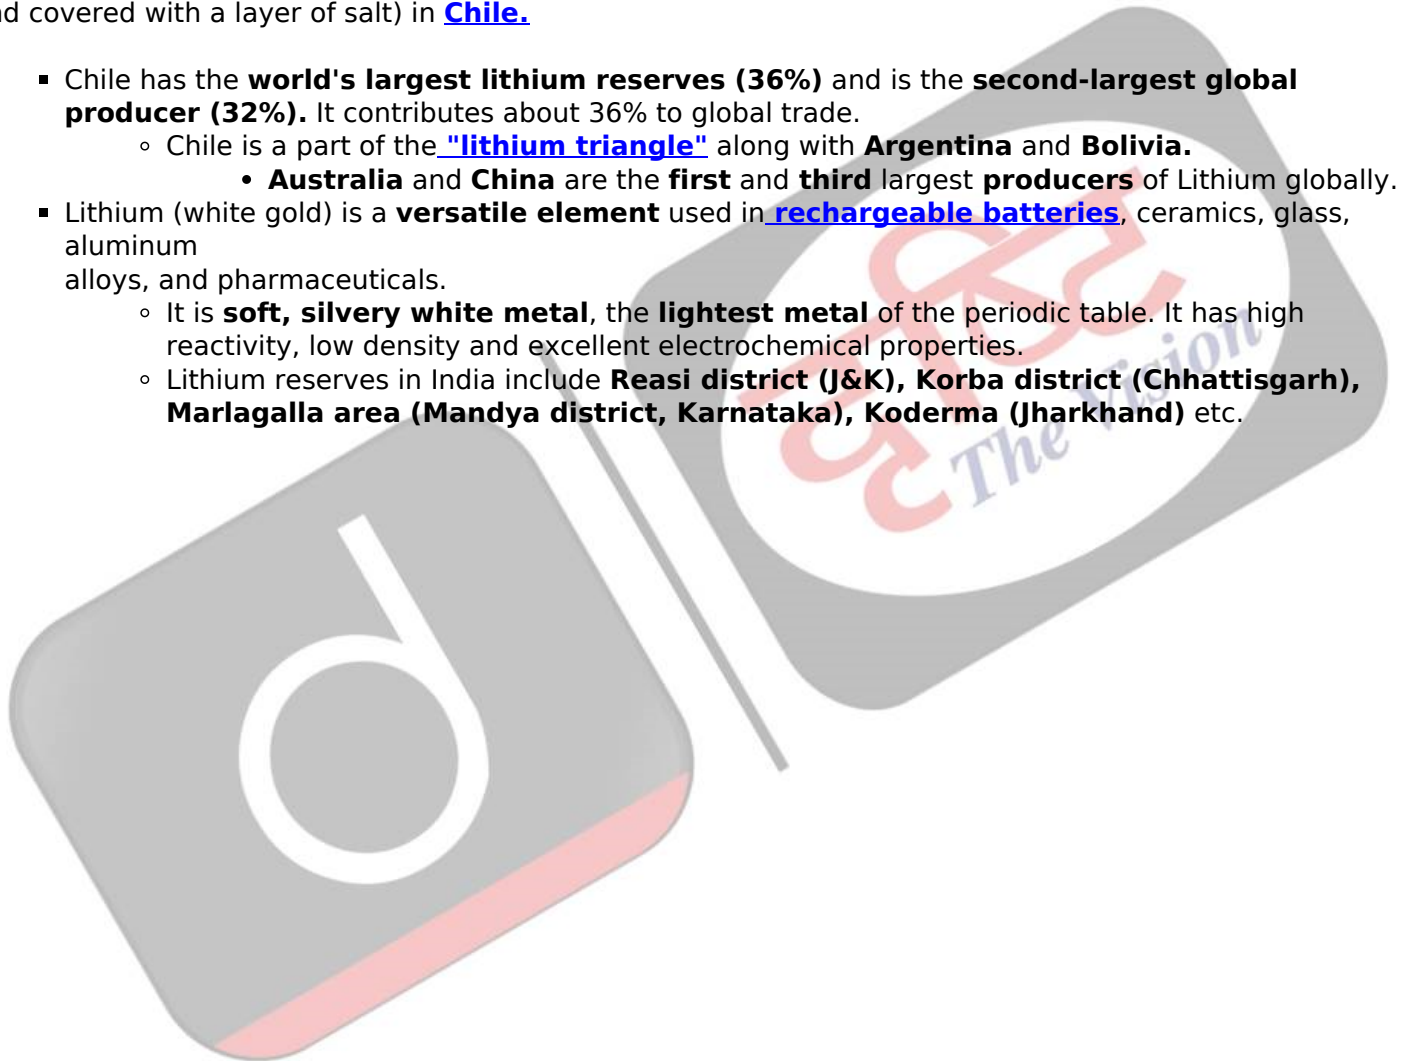 nd covered with a layer of salt) in Chile.
Chile has the world's largest lithium reserves (36%) and is the second-largest global
producer (32%). It contributes about 36% to global trade.
Chile is a part of the "lithium triangle" along with Argentina and Bolivia.
Australia and China are the first and third largest producers of Lithium globally.
Lithium (white gold) is a versatile element used in rechargeable batteries, ceramics, glass,
aluminum
alloys, and pharmaceuticals.
It is soft, silvery white metal, the lightest metal of the periodic table. It has high
reactivity, low density and excellent electrochemical properties.
Lithium reserves in India include Reasi district (J&K), Korba district (Chhattisgarh),
Marlagalla area (Mandya district, Karnataka), Koderma (Jharkhand) etc.
दृष्टि
The Vision
d